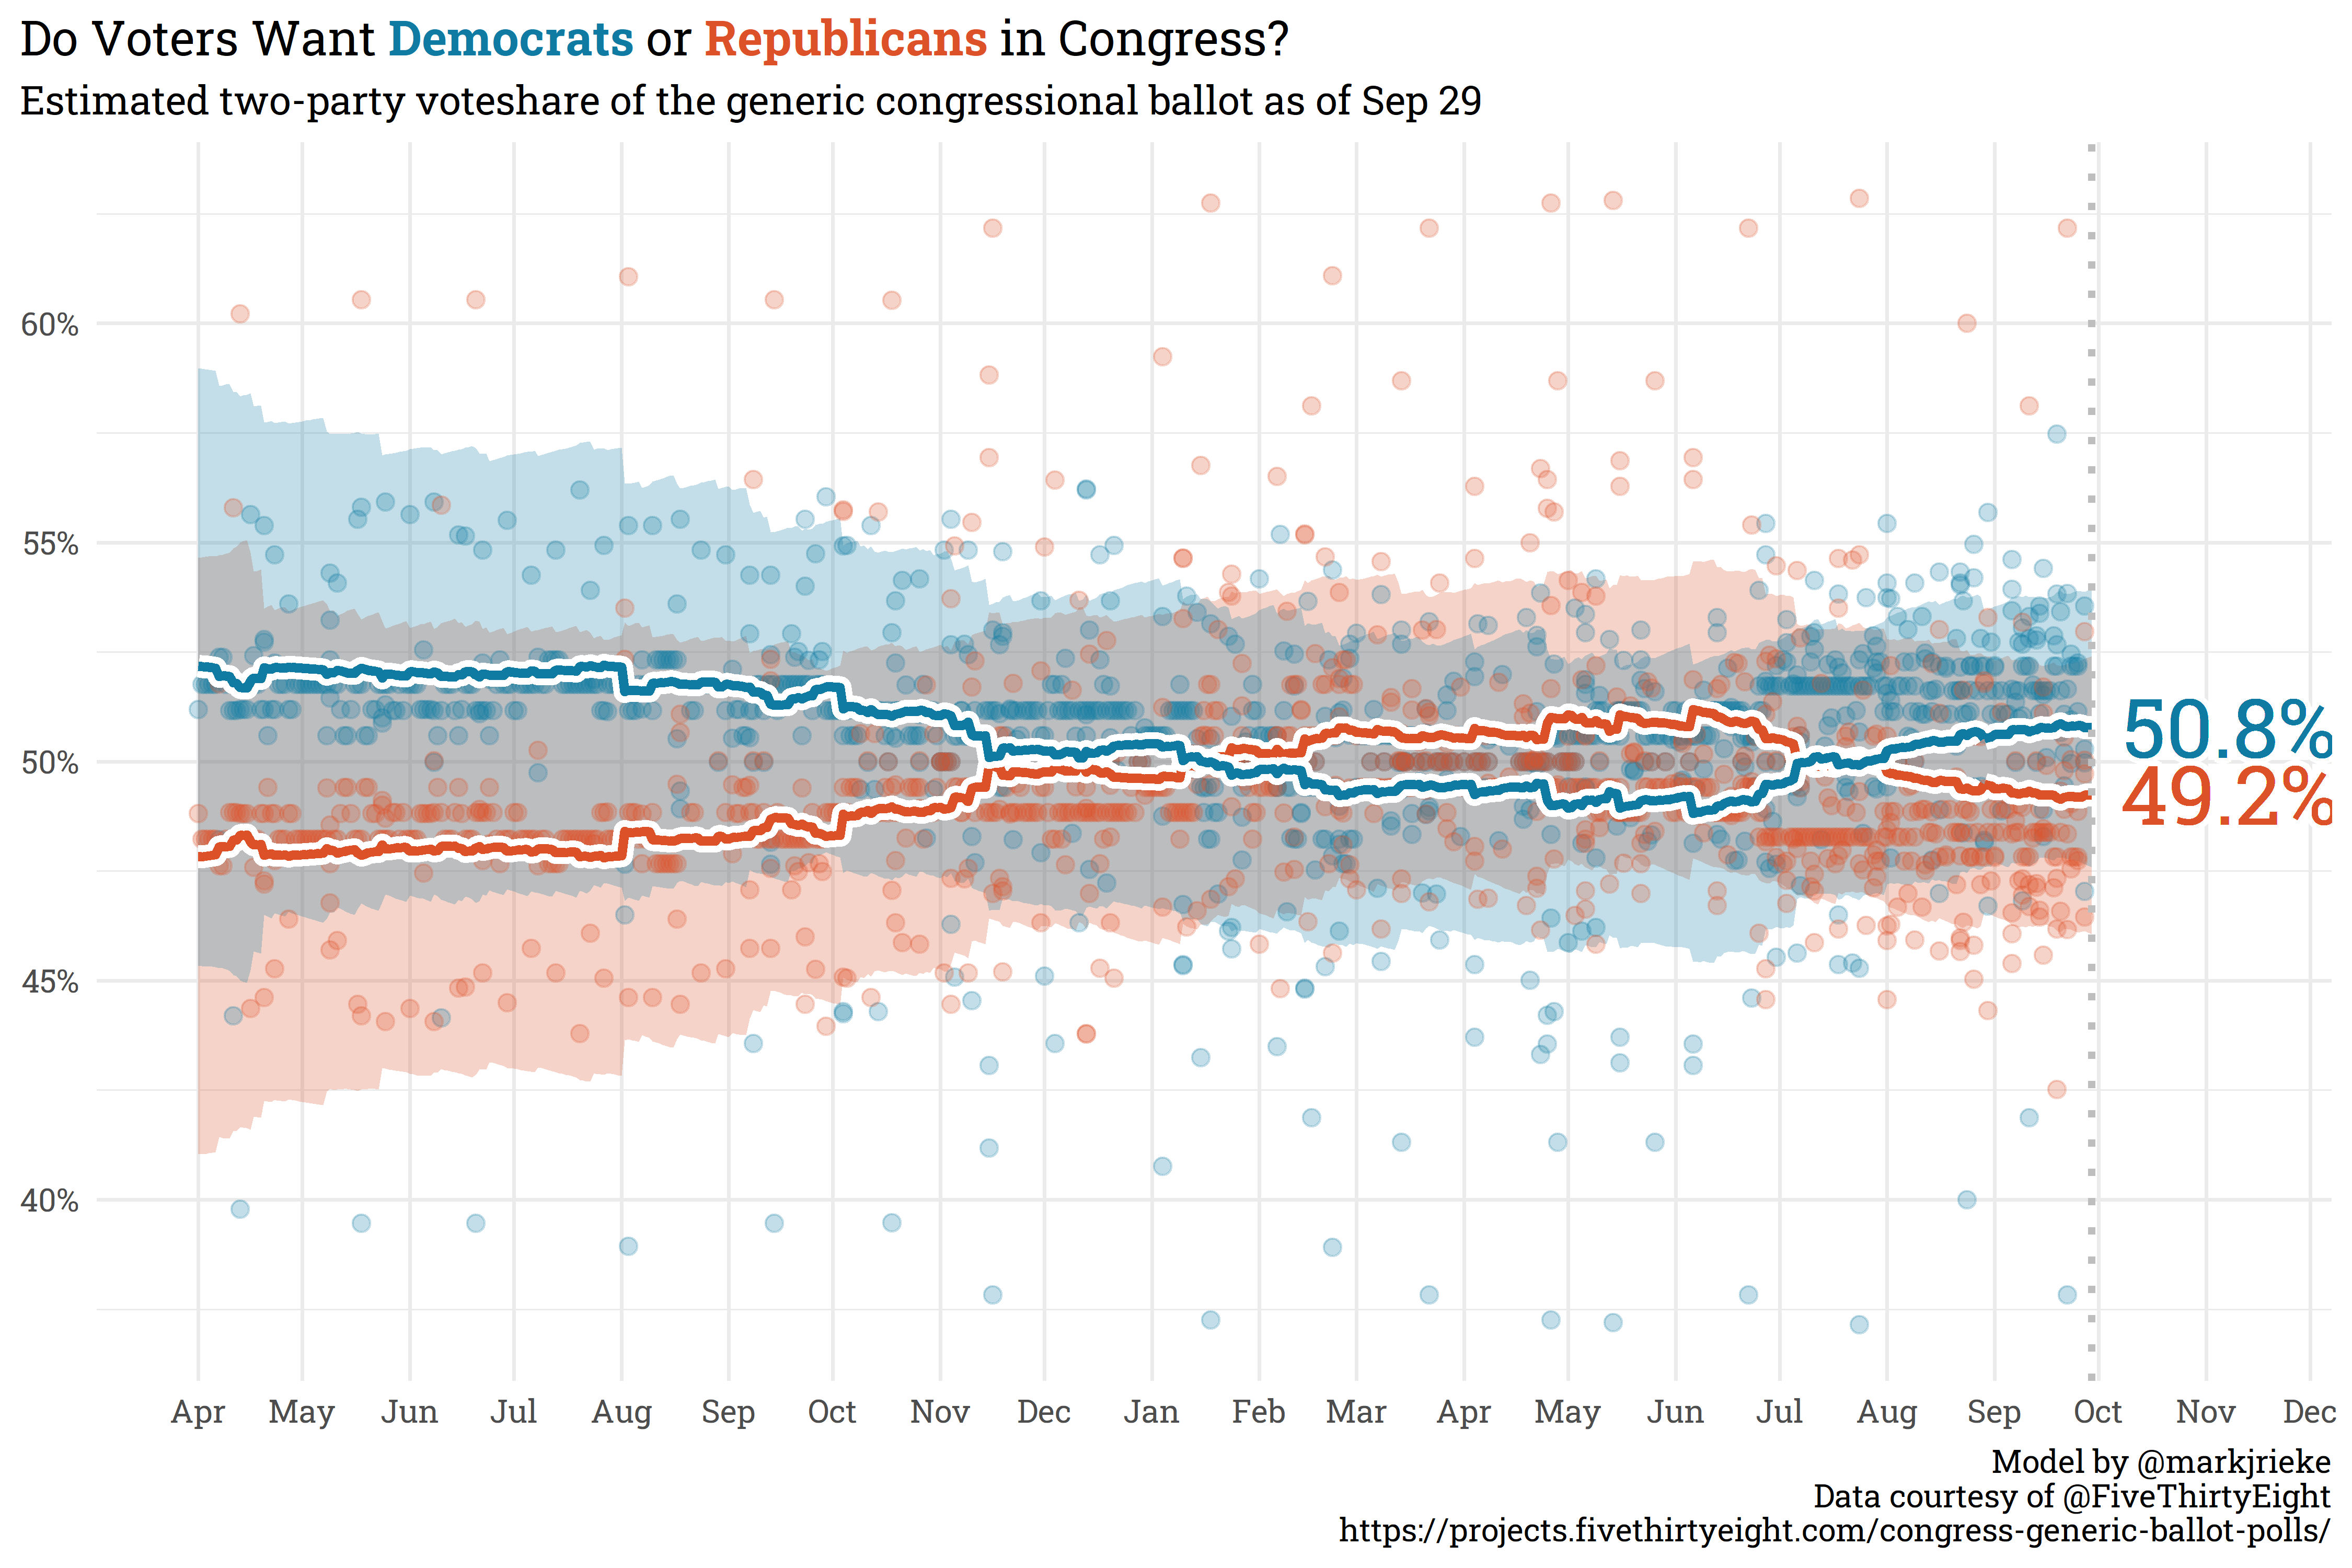 Do Voters Want Democrats or Republicans in Congress?
Estimated two-party voteshare of the generic congressional ballot as of Sep 29
60%
55%
50%
45%
40%
50.8%
49.2%
Apr May Jun Jul Aug Sep Oct Nov Dec Jan Feb Mar Apr May Jun Jul Aug Sep Oct Nov Dec
Model by @markjrieke
Data courtesy of @FiveThirtyEight
https://projects.fivethirtyeight.com/congress-generic-ballot-polls/